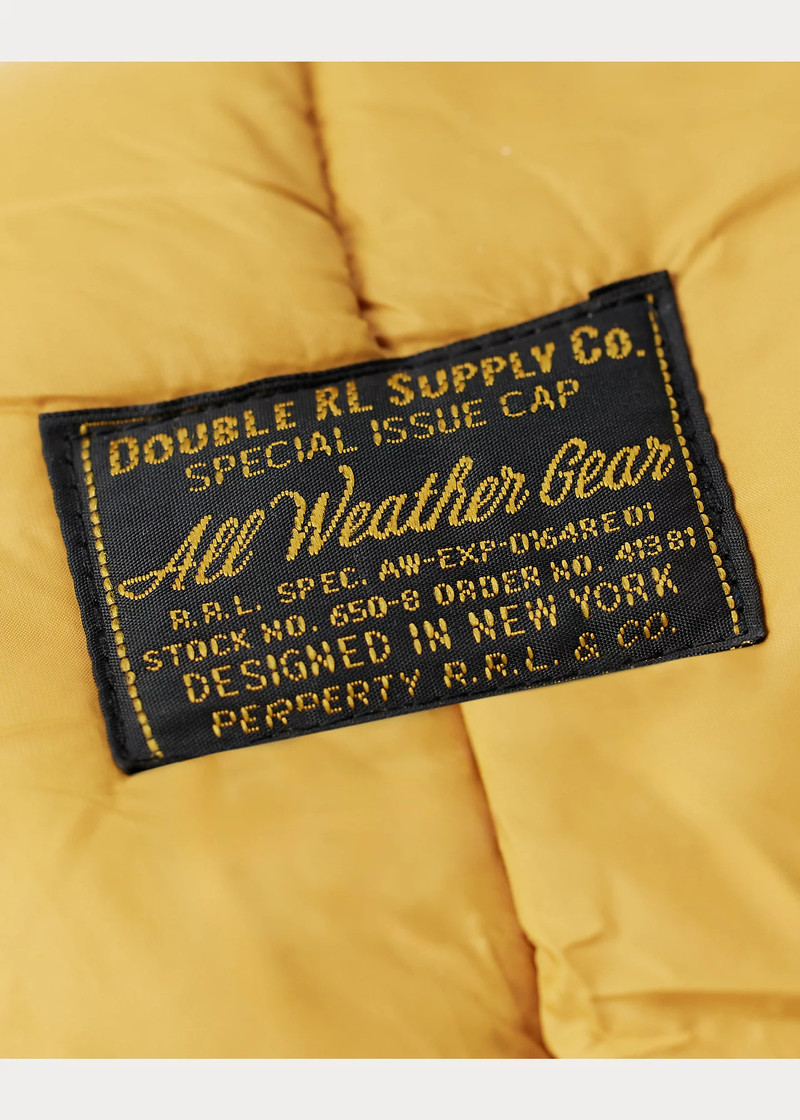 DOUBLE RL SUPPLY CO.
SPECIAL ISSUE CAP
All Weather Gear
R.R.L. SPEC. AW-EXP-D164RE01
STOCK NO. 650-8 ORDER NO. 41381
DESIGNED IN NEW YORK
PERPERTY R.R.L. & CO.